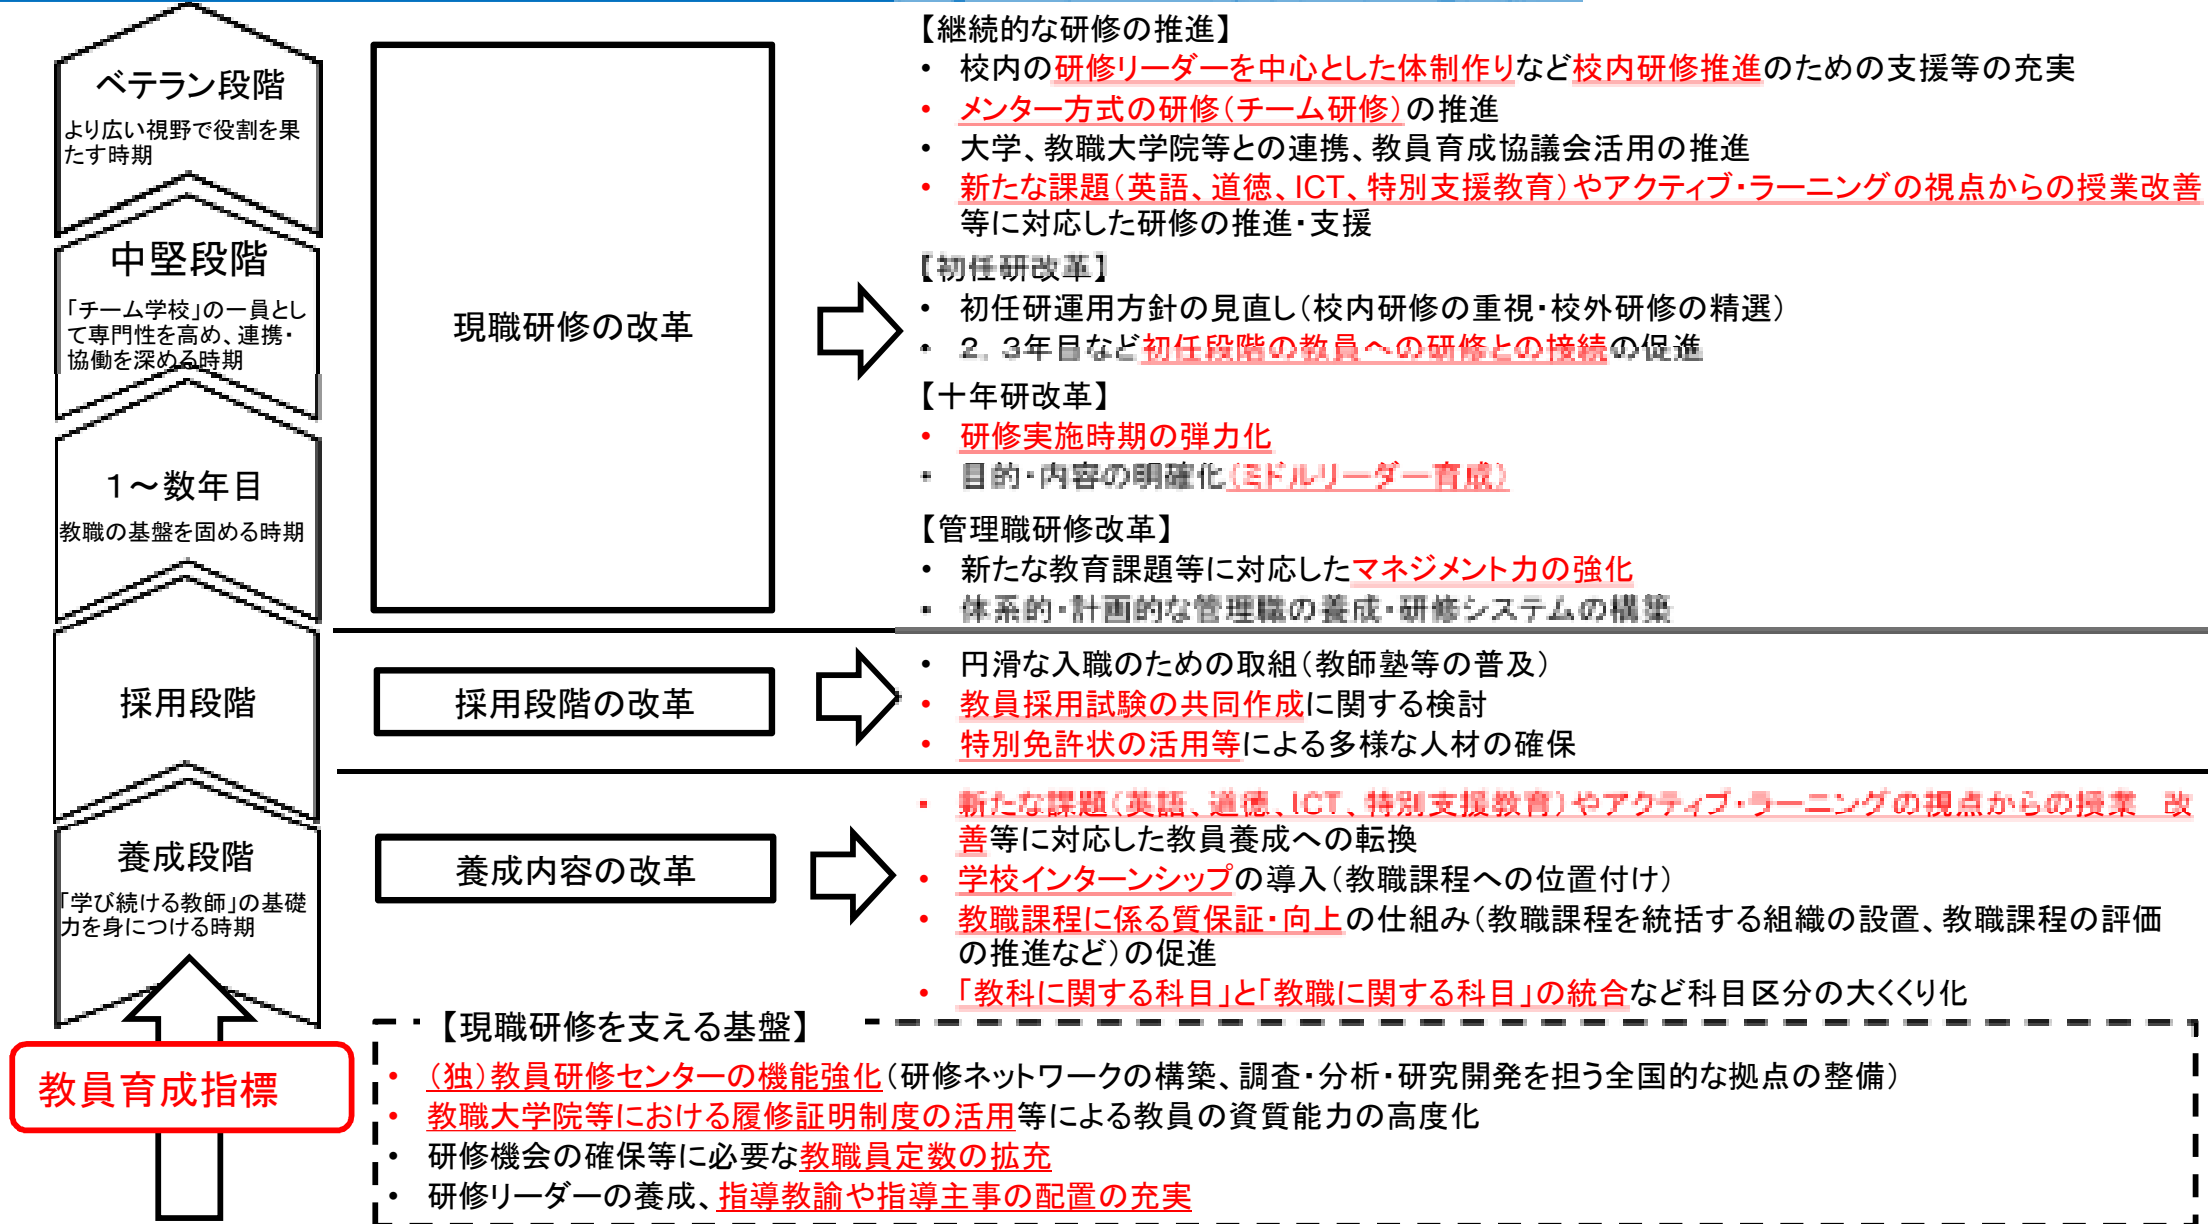 ベテラン段階
より広い視野で役割を果
たす時期
中堅段階
「チーム学校」の一員とし
て専門性を高め、連携・
協働を深める時期
1～数年目
教職の基盤を固める時期
採用段階
養成段階
「学び続ける教師」の基礎
力を身につける時期
教員育成指標
現職研修の改革
【継続的な研修の推進】
・ 校内の研修リーダーを中心とした体制作りなど校内研修推進のための支援等の充実
・ メンター方式の研修（チーム研修）の推進
・ 大学、教職大学院等との連携、教員育成協議会活用の推進
・ 新たな課題（英語、道徳、ICT、特別支援教育）やアクティブ・ラーニングの視点からの授業改善
等に対応した研修の推進・支援
【初任研改革】
・ 初任研運用方針の見直し（校内研修の重視・校外研修の精選）
・ 2，3年目など初任段階の教員への研修との接続の促進
【十年研改革】
・ 研修実施時期の弾力化
・ 目的・内容の明確化（ミドルリーダー育成）
【管理職研修改革】
・ 新たな教育課題等に対応したマネジメント力の強化
・ 体系的・計画的な管理職の養成・研修システムの構築
採用段階の改革
・ 円滑な入職のための取組（教師塾等の普及）
・ 教員採用試験の共同作成に関する検討
・ 特別免許状の活用等による多様な人材の確保
養成内容の改革
・ 新たな課題（英語、道徳、ICT、特別支援教育）やアクティブ・ラーニングの視点からの授業　改
善等に対応した教員養成への転換
・ 学校インターンシップの導入（教職課程への位置付け）
・ 教職課程に係る質保証・向上の仕組み（教職課程を統括する組織の設置、教職課程の評価
の推進など）の促進
・ 「教科に関する科目」と「教職に関する科目」の統合など科目区分の大くくり化
【現職研修を支える基盤】
・ （独）教員研修センターの機能強化（研修ネットワークの構築、調査・分析・研究開発を担う全国的な拠点の整備）
・ 教職大学院等における履修証明制度の活用等による教員の資質能力の高度化
・ 研修機会の確保等に必要な教職員定数の拡充
・ 研修リーダーの養成、指導教諭や指導主事の配置の充実